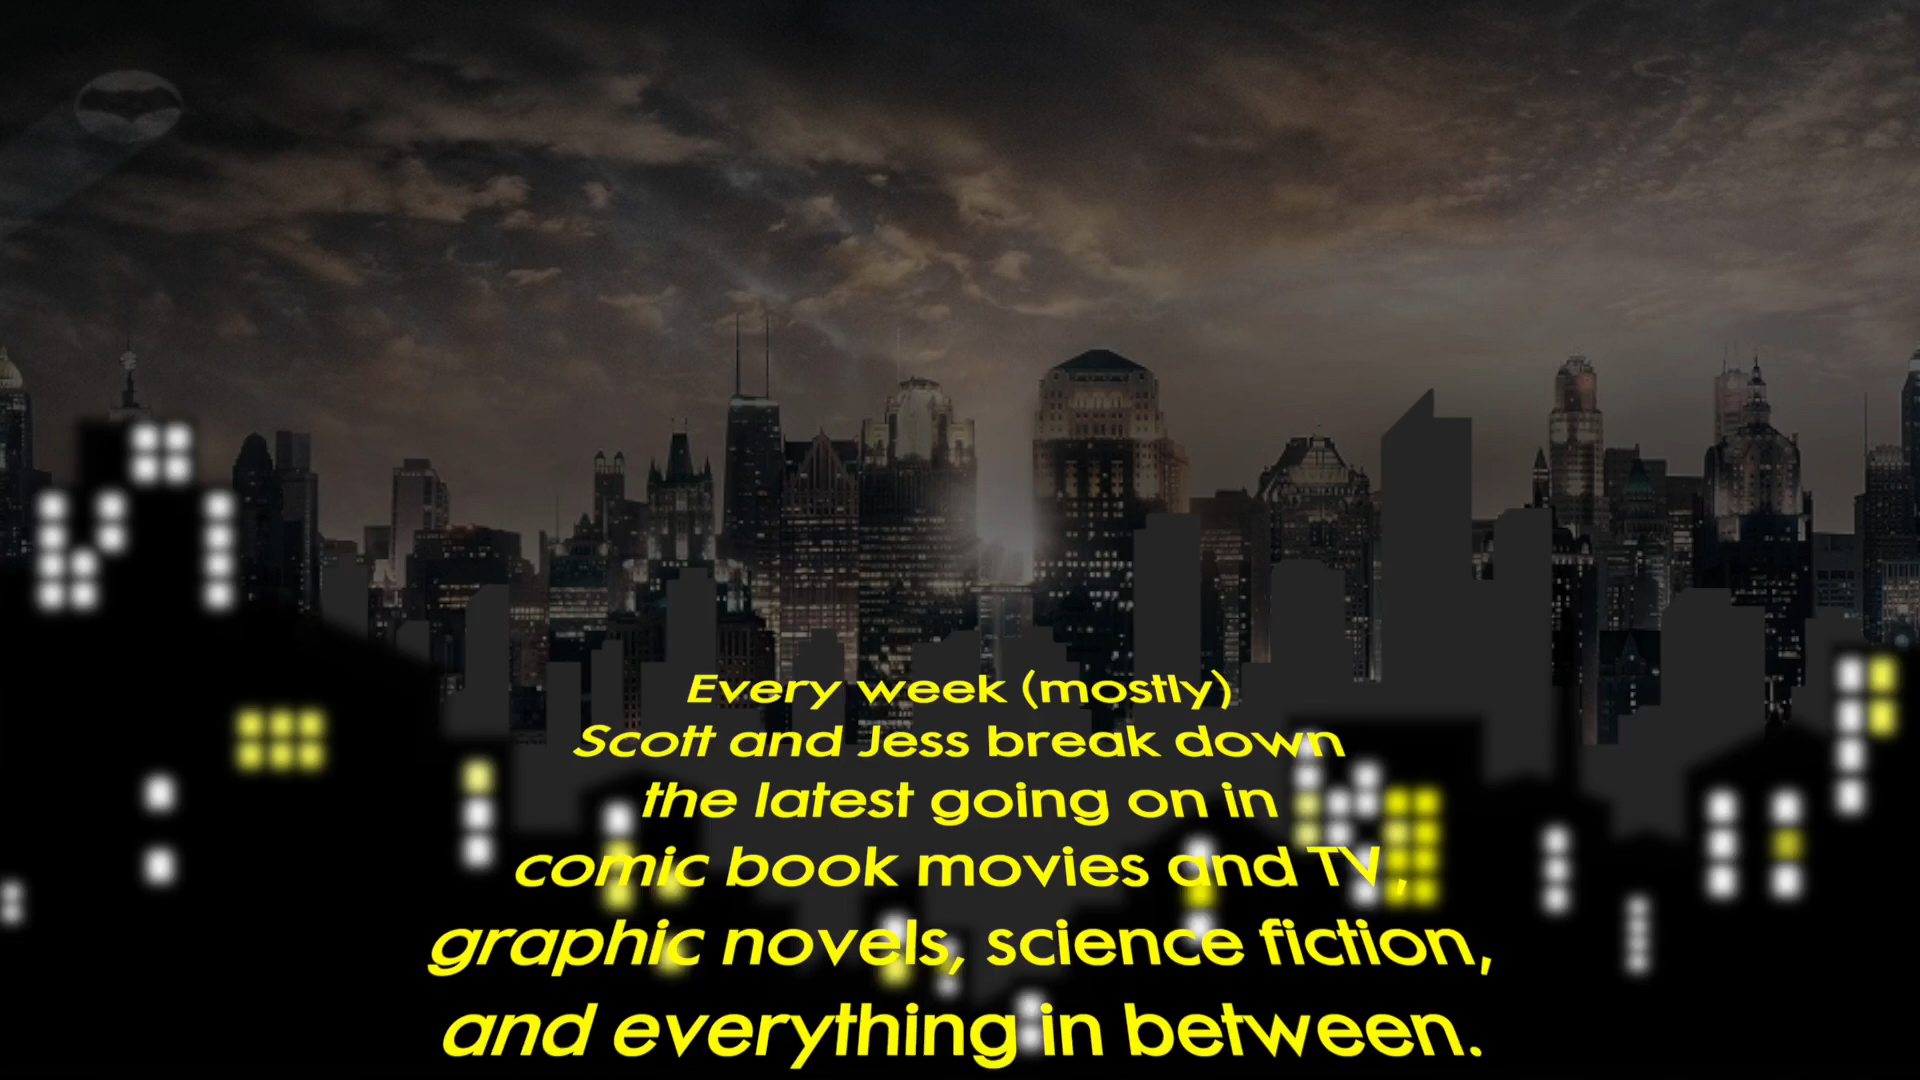 Every week (mostly)
Scott and Jess break down
the latest going on in
comic book movies and TV,
graphic novels, science fiction,
and everything in between.